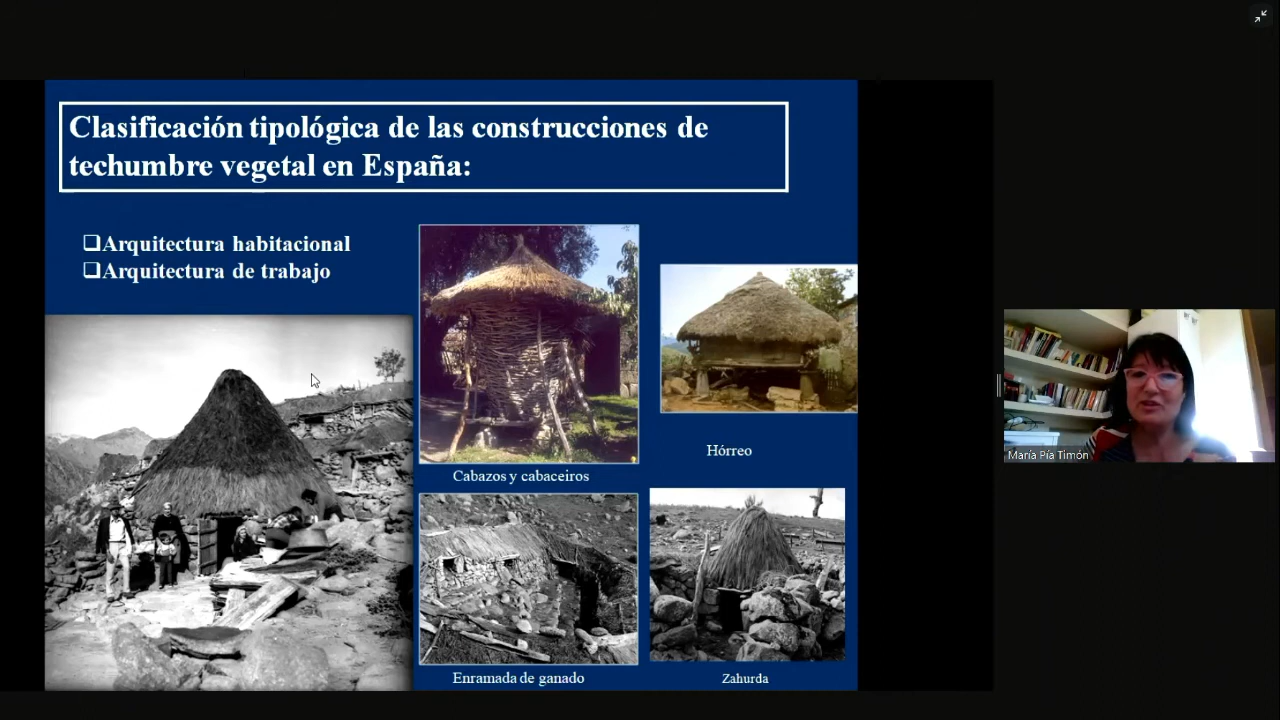 Clasificación tipológica de las construcciones de
techumbre vegetal en España:
❑Arquitectura habitacional
❑Arquitectura de trabajo
Cabazos y cabaceiros
Hórreo
Enramada de ganado
Zahurda
María Pía Timón